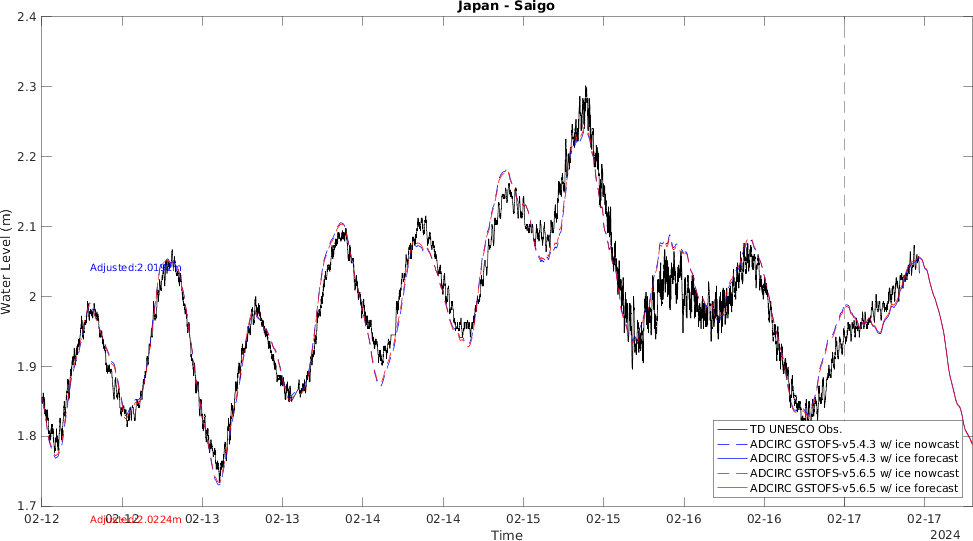 Japan - Saigo
2.4
2.3
2.2
2.1
2
1.9
1.8
1.7
Water Level (m)
Adjusted:2.019 m
Adjusted:2.0224m
TD UNESCO Obs.
ADCIRC GSTOFS-v5.4.3 w/ ice nowcast
ADCIRC GSTOFS-v5.4.3 w/ ice forecast
ADCIRC GSTOFS-v5.6.5 w/ ice nowcast
ADCIRC GSTOFS-v5.6.5 w/ ice forecast
02-12 02-12 02-13 02-13 02-14 02-14 02-15 02-15 02-16 02-16 02-17 02-17
Time
2024